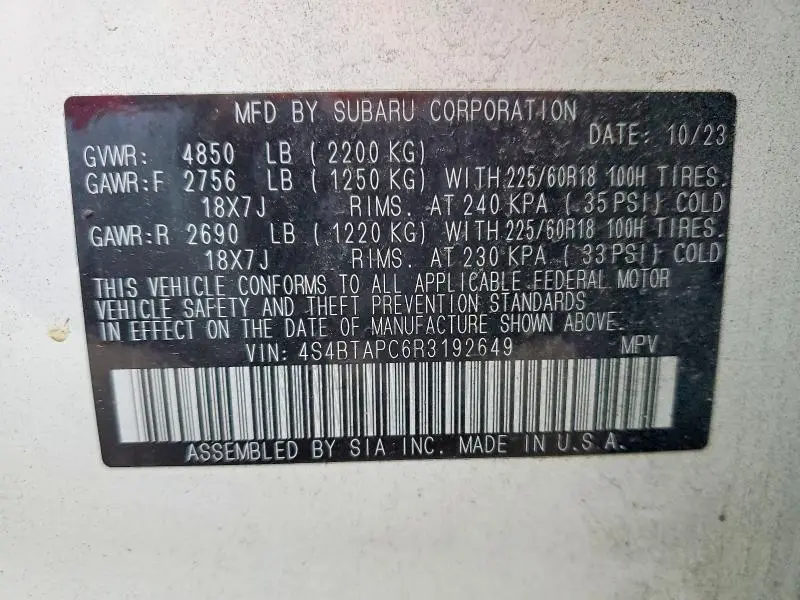 MFD BY SUBARU CORPORATION
DATE: 10/23
GVWR: 4850 LB ( 2200 KG)
GAWR:F 2756 LB ( 1250 KG) WITH 225/60R18 100H TIRES.
18X7J RIMS. AT 240 KPA ( 35 PSI) COLD
GAWR:R 2690 LB ( 1220 KG) WITH 225/60R18 100H TIRES.
18X7J RIMS. AT 230 KPA ( 33 PSI) COLD
THIS VEHICLE CONFORMS TO ALL APPLICABLE FEDERAL MOTOR
VEHICLE SAFETY AND THEFT PREVENTION STANDARDS
IN EFFECT ON THE DATE OF MANUFACTURE SHOWN ABOVE.
VIN: 4S4BTAPC6R3192649 MPV
ASSEMBLED BY SIA INC. MADE IN U.S.A.